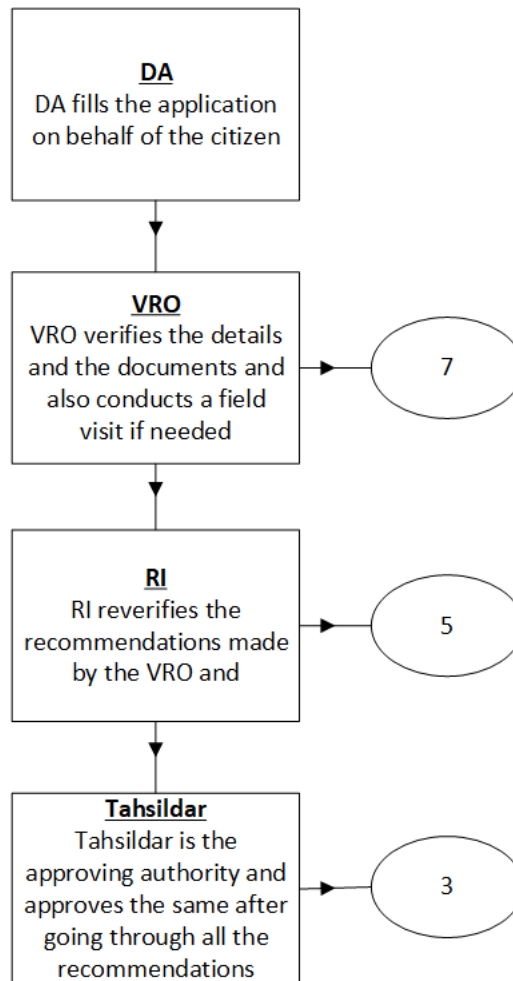 DA
DA fills the application
on behalf of the citizen
VRO
VRO verifies the details
and the documents and
also conducts a field
visit if needed
7
RI
RI reverifies the
recommendations made
by the VRO and
5
Tahsildar
Tahsildar is the
approving authority and
approves the same after
going through all the
recommendations
3